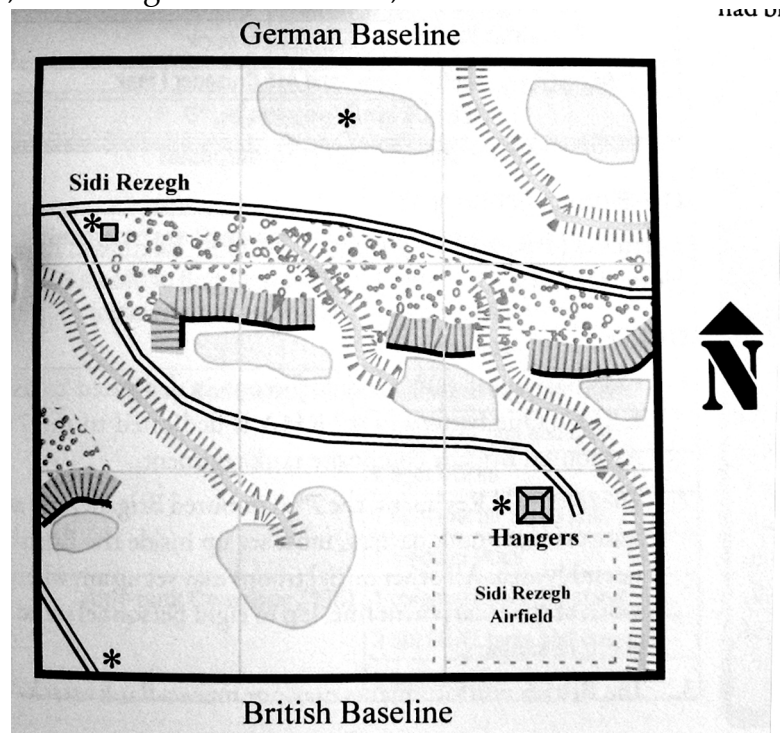 German Baseline
Sidi Rezegh
*
*
N
*
Hangers
Sidi Rezegh
Airfield
*
British Baseline